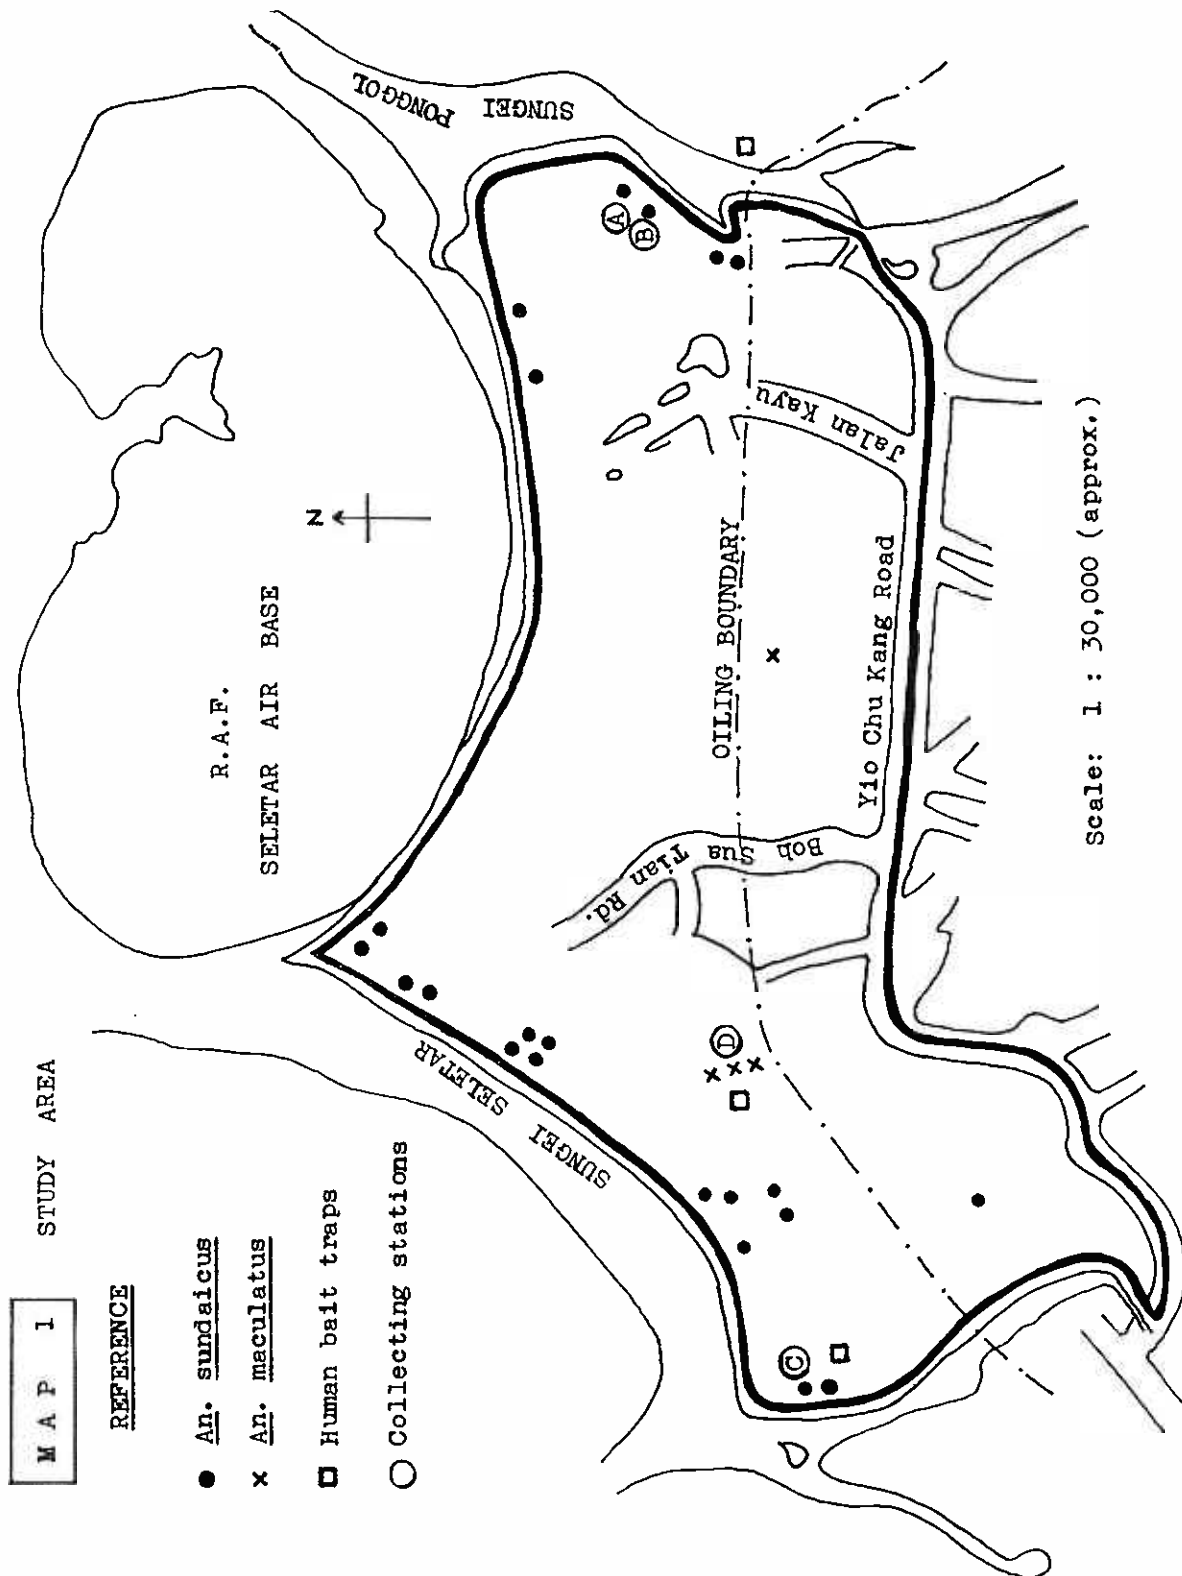 MAP 1
STUDY AREA
REFERENCE
● An. sundaicus
x An. maculatus
□ Human bait traps
○ Collecting stations
R.A.F.
SELETAR AIR BASE
N
SUNGEI
PONGGOL
SUNGEI SELETAR
A
B
C
D
OILING BOUNDARY
Boh Sua Tian Rd.
Jalan Kayu
Yio Chu Kang Road
Scale: 1 : 30,000 (approx.)